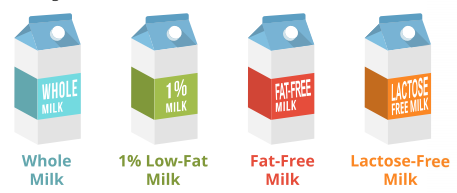 WHOLE
MILK
1%
MILK
FAT-FREE
MILK
LACTOSE
FREE MILK
Whole
Milk
1% Low-Fat
Milk
Fat-Free
Milk
Lactose-Free
Milk